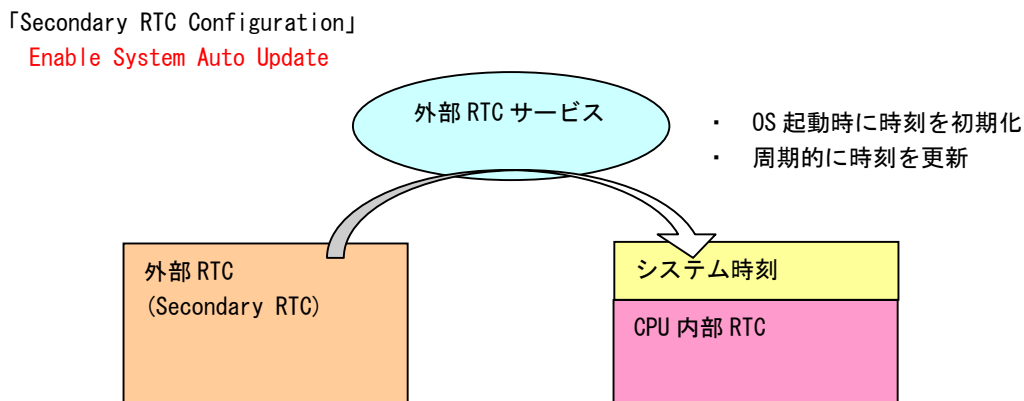 「Secondary RTC Configuration」
Enable System Auto Update
外部 RTC サービス
・ OS 起動時に時刻を初期化
・ 周期的に時刻を更新
外部 RTC
(Secondary RTC)
システム時刻
CPU 内部 RTC